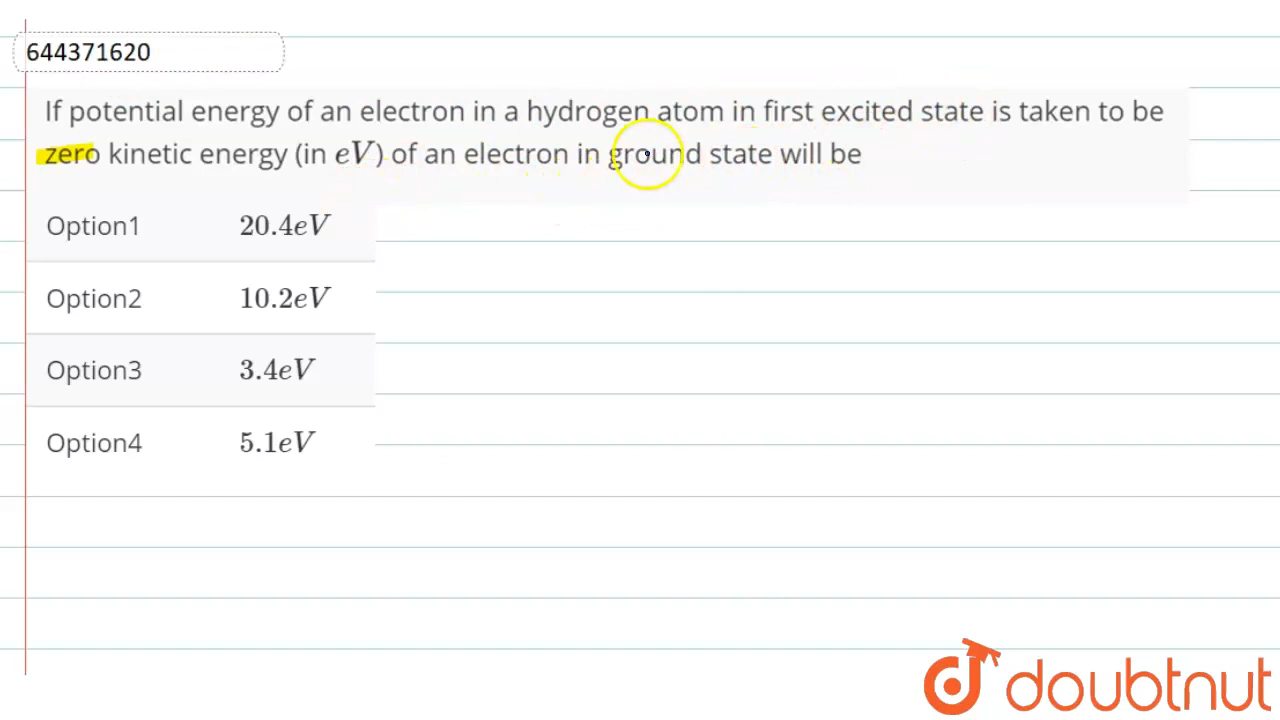 644371620
If potential energy of an electron in a hydrogen atom in first excited state is taken to be
zero kinetic energy (in eV) of an electron in ground state will be
Option1 20.4eV
Option2 10.2eV
Option3 3.4eV
Option4 5.1eV
doubtnut